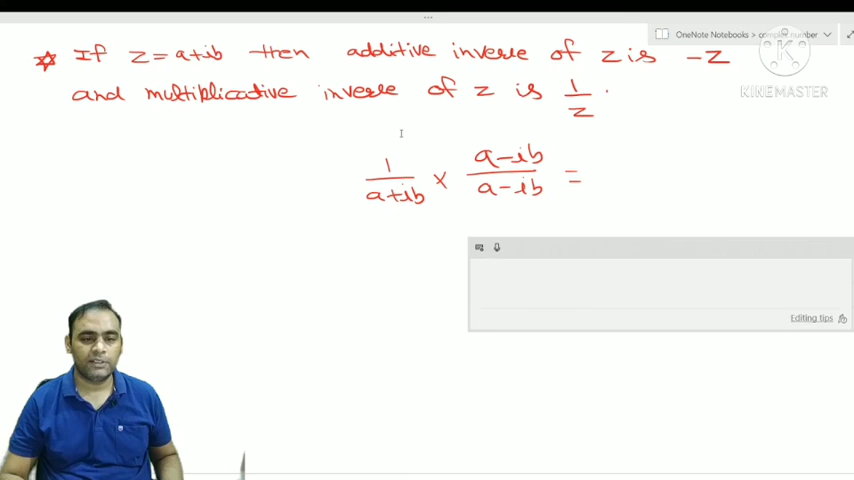 OneNote Notebooks > complex number
☆ If z = a+ib then additive inverse of z is -z
K
KINEMASTER
and multiplicative inverse of z is 1/z.
1/(a+ib) × (a-ib)/(a-ib) =
Editing tips